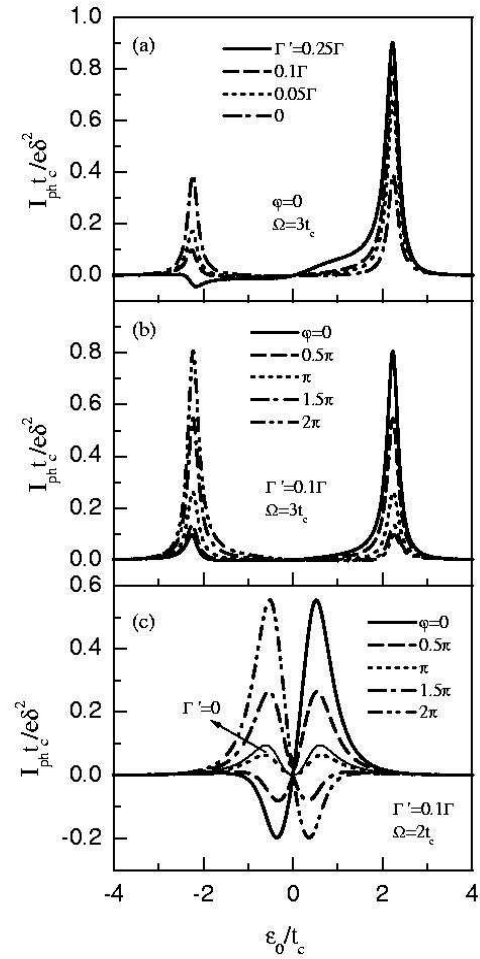 1.0
0.8
0.6
0.4
0.2
0.0
I_ph t_c/eδ²
(a)
Γ'=0.25Γ
0.1Γ
0.05Γ
0
φ=0
Ω=3t_c
0.8
0.6
0.4
0.2
0.0
I_ph t_c/eδ²
(b)
φ=0
0.5π
π
1.5π
2π
Γ'=0.1Γ
Ω=3t_c
0.6
0.4
0.2
0.0
-0.2
I_ph t_c/eδ²
(c)
φ=0
0.5π
π
1.5π
2π
Γ'=0
Γ'=0.1Γ
Ω=2t_c
-4 -2 0 2 4
ε_0/t_c